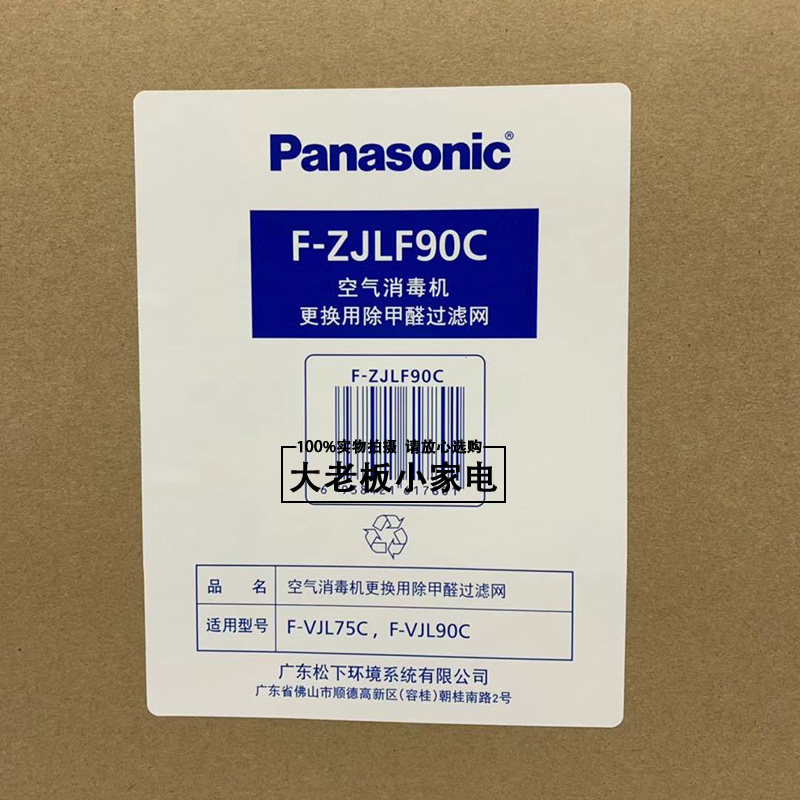 Panasonic®
F-ZJLF90C
空气消毒机
更换用除甲醛过滤网
F-ZJLF90C
100%实物拍摄 请放心选购
大老板小家电
品 名 空气消毒机更换用除甲醛过滤网
适用型号 F-VJL75C，F-VJL90C
广东松下环境系统有限公司
广东省佛山市顺德高新区(容桂)朝桂南路2号